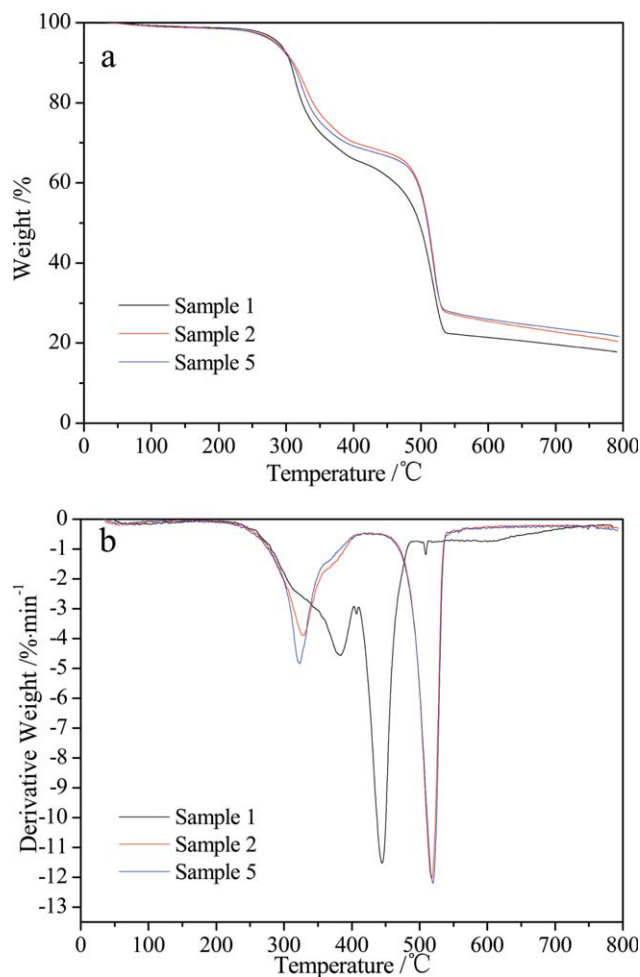 100
a
80
60
Weight /%
40
Sample 1
Sample 2
20
Sample 5
0
0 100 200 300 400 500 600 700 800
Temperature /℃
0
b
-1
-2
-3
-4
-5
-6
Derivative Weight /%·min⁻¹
-7
-8
-9
-10
Sample 1
-11
Sample 2
-12
Sample 5
-13
0 100 200 300 400 500 600 700 800
Temperature /℃